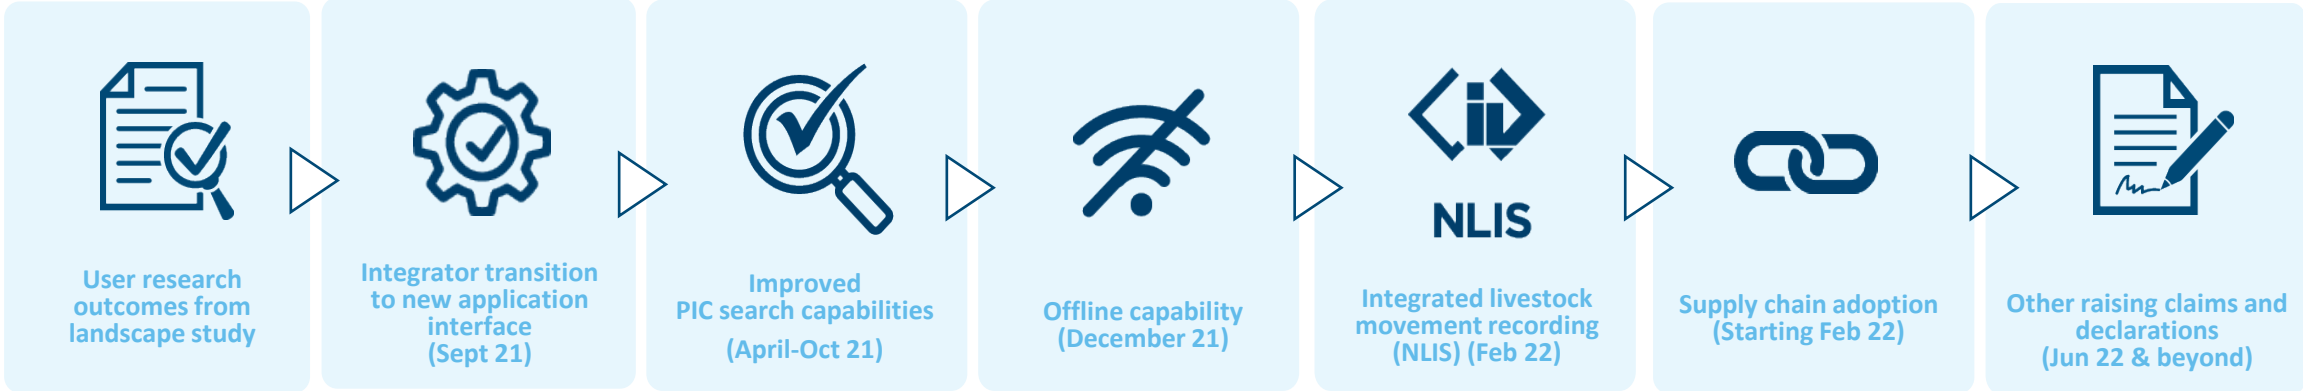 User research
outcomes from
landscape study
Integrator transition
to new application
interface
(Sept 21)
Improved
PIC search capabilities
(April-Oct 21)
Offline capability
(December 21)
NLIS
Integrated livestock
movement recording
(NLIS) (Feb 22)
Supply chain adoption
(Starting Feb 22)
Other raising claims and
declarations
(Jun 22 & beyond)